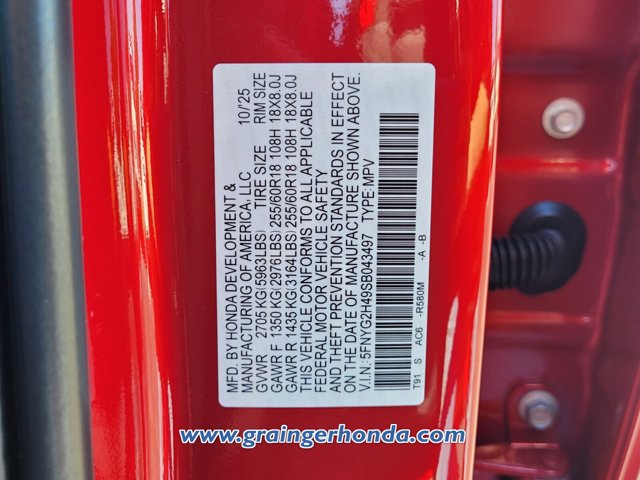 MFD. BY HONDA DEVELOPMENT &
MANUFACTURING OF AMERICA, LLC 10/'25
GVWR 2705 KG(5963LBS) TIRE SIZE RIM SIZE
GAWR F 1350 KG(2976LBS) 255/60R18 108H 18X8.0J
GAWR R 1435 KG(3164LBS) 255/60R18 108H 18X8.0J
THIS VEHICLE CONFORMS TO ALL APPLICABLE
FEDERAL MOTOR VEHICLE SAFETY
AND THEFT PREVENTION STANDARDS IN EFFECT
ON THE DATE OF MANUFACTURE SHOWN ABOVE.
V.I.N: 5FNYG2H49SB043497 TYPE: MPV
T91 S AC6 -R580M -A -B
www.graingerhonda.com